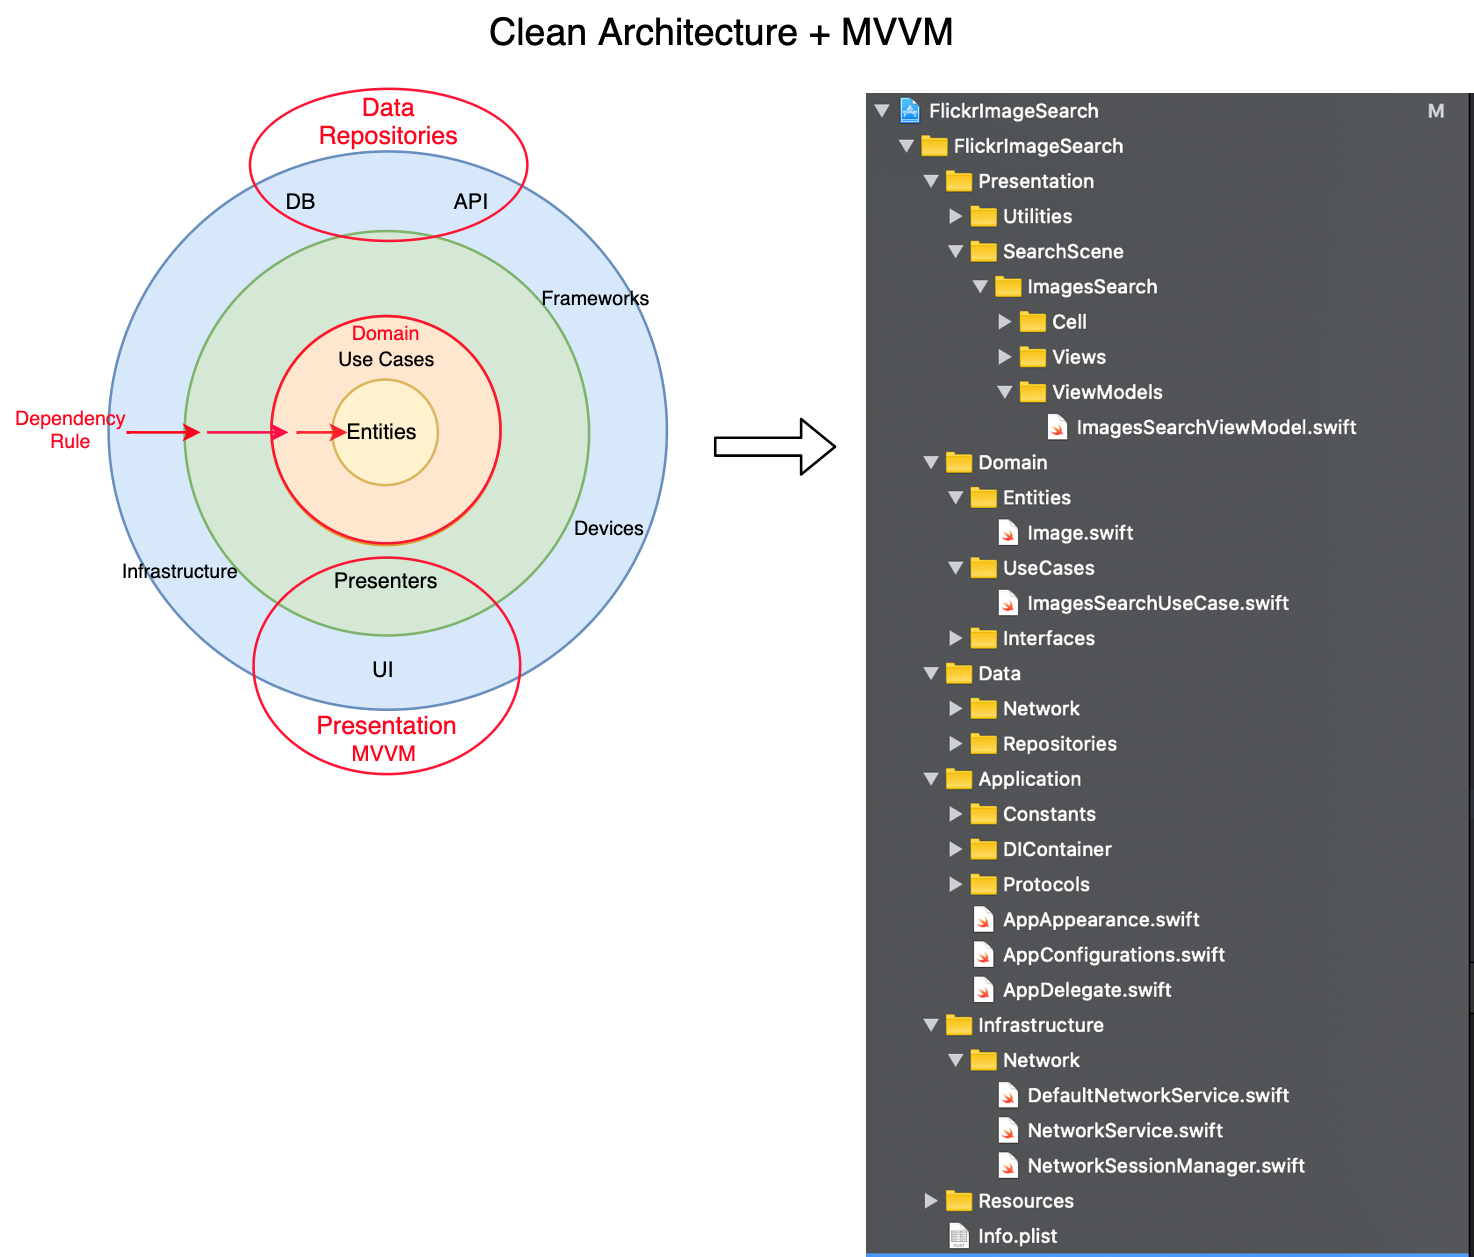 Clean Architecture + MVVM
Data
Repositories
DB
API
Frameworks
Domain
Use Cases
Dependency
Rule
Entities
Devices
Infrastructure
Presenters
UI
Presentation
MVVM
FlickrImageSearch
M
FlickrImageSearch
Presentation
Utilities
SearchScene
ImagesSearch
Cell
Views
ViewModels
ImagesSearchViewModel.swift
Domain
Entities
Image.swift
UseCases
ImagesSearchUseCase.swift
Interfaces
Data
Network
Repositories
Application
Constants
DIContainer
Protocols
AppAppearance.swift
AppConfigurations.swift
AppDelegate.swift
Infrastructure
Network
DefaultNetworkService.swift
NetworkService.swift
NetworkSessionManager.swift
Resources
Info.plist